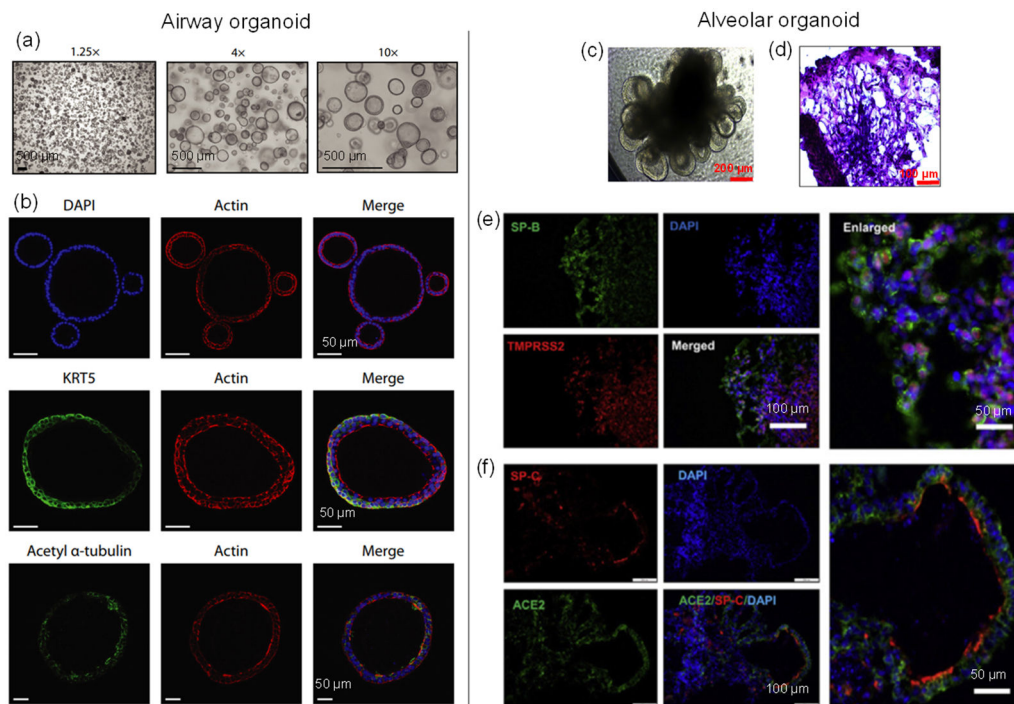 Airway organoid
Alveolar organoid
(a)
1.25×
4×
10×
500 μm
500 μm
500 μm
(b)
DAPI
Actin
Merge
50 μm
KRT5
Actin
Merge
50 μm
Acetyl α-tubulin
Actin
Merge
50 μm
(c)
200 μm
(d)
100 μm
(e)
SP-B
DAPI
Enlarged
TMPRSS2
Merged
100 μm
50 μm
(f)
SP-C
DAPI
ACE2
ACE2/SP-C/DAPI
100 μm
50 μm